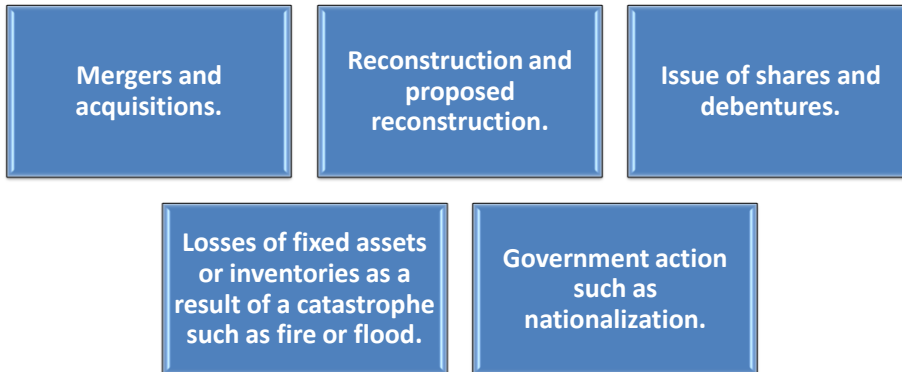 Mergers and
acquisitions.
Reconstruction and
proposed
reconstruction.
Issue of shares and
debentures.
Losses of fixed assets
or inventories as a
result of a catastrophe
such as fire or flood.
Government action
such as
nationalization.